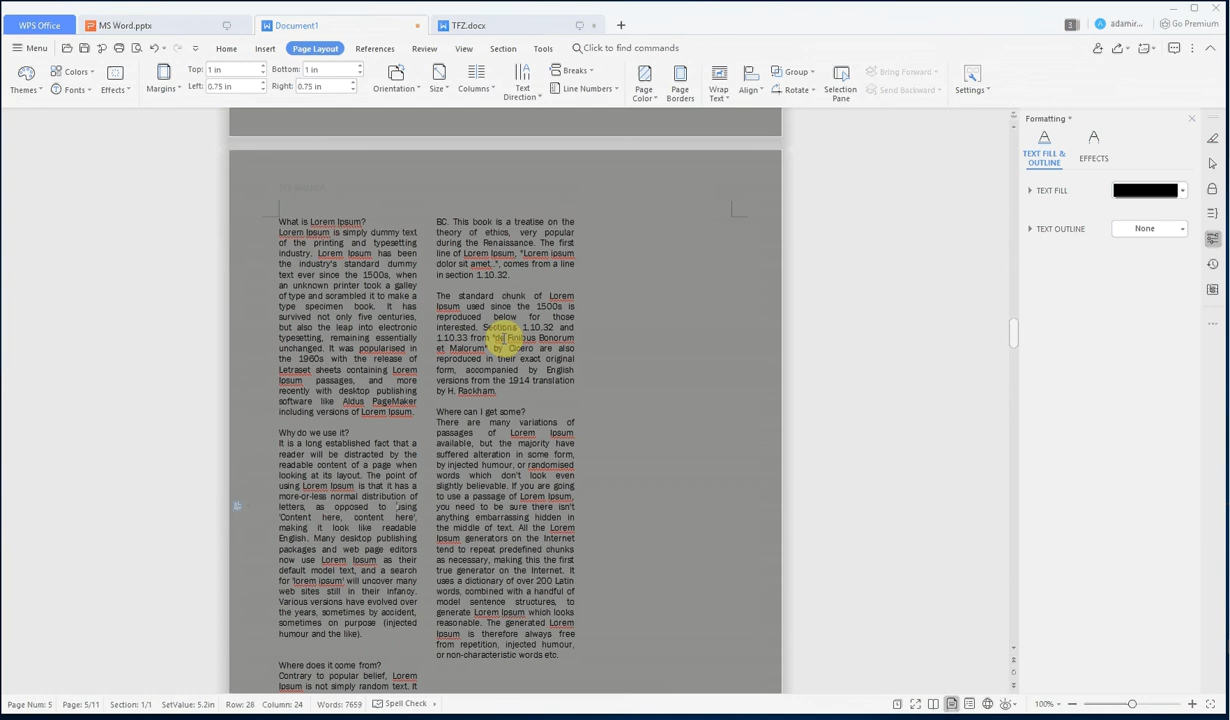 WPS Office
MS Word.pptx
Document1
TFZ.docx
3
adamir...
Go Premium
Menu
Home
Insert
Page Layout
References
Review
View
Section
Tools
Click to find commands
Themes
Colors
Fonts
Effects
Margins
Top: 1 in
Bottom: 1 in
Left: 0.75 in
Right: 0.75 in
Orientation
Size
Columns
Text
Direction
Breaks
Line Numbers
Page
Color
Page
Borders
Wrap
Text
Align
Group
Rotate
Selection
Pane
Bring Forward
Send Backward
Settings
Formatting
TEXT FILL &
OUTLINE
EFFECTS
TEXT FILL
TEXT OUTLINE
None
What is Lorem Ipsum?
Lorem Ipsum is simply dummy text
of the printing and typesetting
industry. Lorem Ipsum has been
the industry's standard dummy
text ever since the 1500s, when
an unknown printer took a galley
of type and scrambled it to make a
type specimen book. It has
survived not only five centuries,
but also the leap into electronic
typesetting, remaining essentially
unchanged. It was popularised in
the 1960s with the release of
Letraset sheets containing Lorem
Ipsum passages, and more
recently with desktop publishing
software like Aldus PageMaker
including versions of Lorem Ipsum.
Why do we use it?
It is a long established fact that a
reader will be distracted by the
readable content of a page when
looking at its layout. The point of
using Lorem Ipsum is that it has a
more-or-less normal distribution of
letters, as opposed to using
'Content here, content here',
making it look like readable
English. Many desktop publishing
packages and web page editors
now use Lorem Ipsum as their
default model text, and a search
for 'lorem ipsum' will uncover many
web sites still in their infancy.
Various versions have evolved over
the years, sometimes by accident,
sometimes on purpose (injected
humour and the like).
Where does it come from?
Contrary to popular belief, Lorem
Ipsum is not simply random text. It
BC. This book is a treatise on the
theory of ethics, very popular
during the Renaissance. The first
line of Lorem Ipsum, "Lorem ipsum
dolor sit amet..", comes from a line
in section 1.10.32.
The standard chunk of Lorem
Ipsum used since the 1500s is
reproduced below for those
interested. Sections 1.10.32 and
1.10.33 from "de Finibus Bonorum
et Malorum" by Cicero are also
reproduced in their exact original
form, accompanied by English
versions from the 1914 translation
by H. Rackham.
Where can I get some?
There are many variations of
passages of Lorem Ipsum
available, but the majority have
suffered alteration in some form,
by injected humour, or randomised
words which don't look even
slightly believable. If you are going
to use a passage of Lorem Ipsum,
you need to be sure there isn't
anything embarrassing hidden in
the middle of text. All the Lorem
Ipsum generators on the Internet
tend to repeat predefined chunks
as necessary, making this the first
true generator on the Internet. It
uses a dictionary of over 200 Latin
words, combined with a handful of
model sentence structures, to
generate Lorem Ipsum which looks
reasonable. The generated Lorem
Ipsum is therefore always free
from repetition, injected humour,
or non-characteristic words etc.
Page Num: 5
Page: 5/11
Section: 1/1
SetValue: 5.2in
Row: 28
Column: 24
Words: 7659
Spell Check
100%